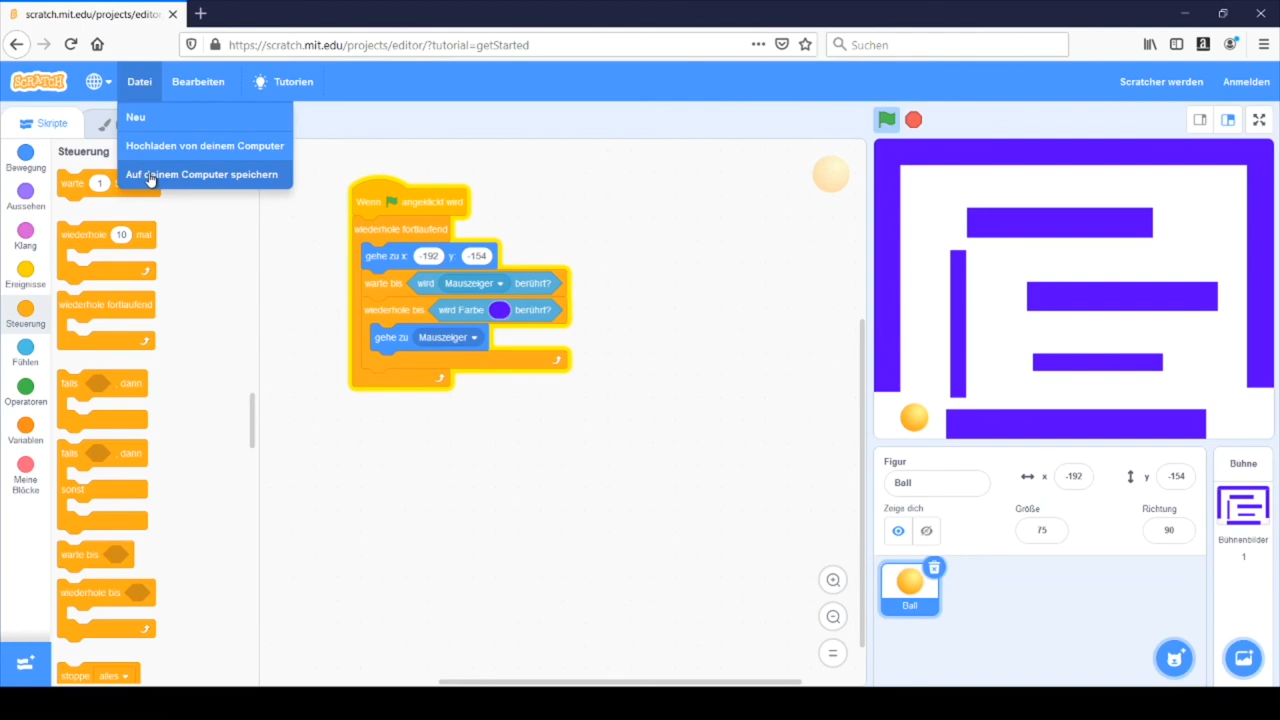 scratch.mit.edu/projects/edito
https://scratch.mit.edu/projects/editor/?tutorial=getStarted
Suchen
SCRATCH
Datei
Bearbeiten
Tutorien
Scratcher werden
Anmelden
Neu
Hochladen von deinem Computer
Auf deinem Computer speichern
Skripte
Bewegung
Aussehen
Klang
Ereignisse
Steuerung
Fühlen
Operatoren
Variablen
Meine
Blöcke
Steuerung
warte 1
wiederhole 10 mal
wiederhole fortlaufend
falls , dann
falls , dann
sonst
warte bis
wiederhole bis
stoppe alles
Wenn angeklickt wird
wiederhole fortlaufend
gehe zu x: -192 y: -154
warte bis wird Mauszeiger berührt?
wiederhole bis wird Farbe berührt?
gehe zu Mauszeiger
Figur
Ball
x -192
y -154
Zeige dich
Größe
75
Richtung
90
Ball
Bühne
Bühnenbilder
1